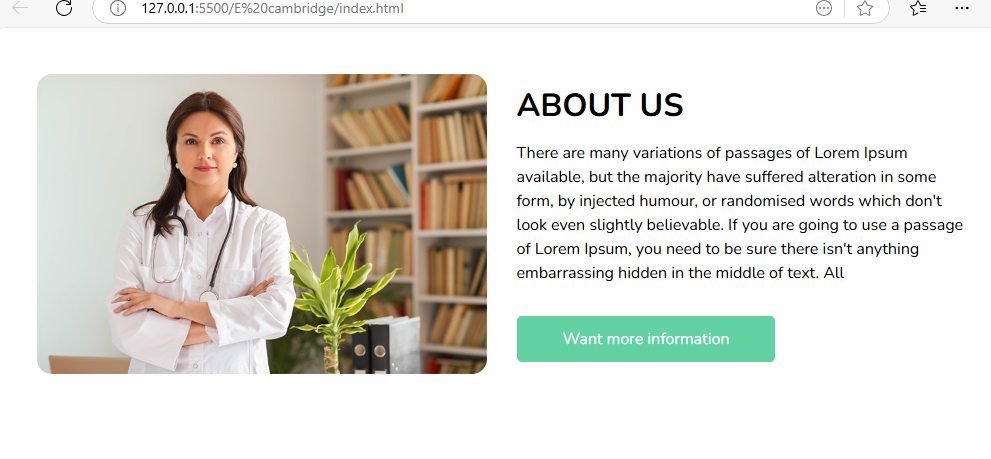 127.0.0.1:5500/E%20cambridge/index.html
ABOUT US
There are many variations of passages of Lorem Ipsum
available, but the majority have suffered alteration in some
form, by injected humour, or randomised words which don't
look even slightly believable. If you are going to use a passage
of Lorem Ipsum, you need to be sure there isn't anything
embarrassing hidden in the middle of text. All
Want more information